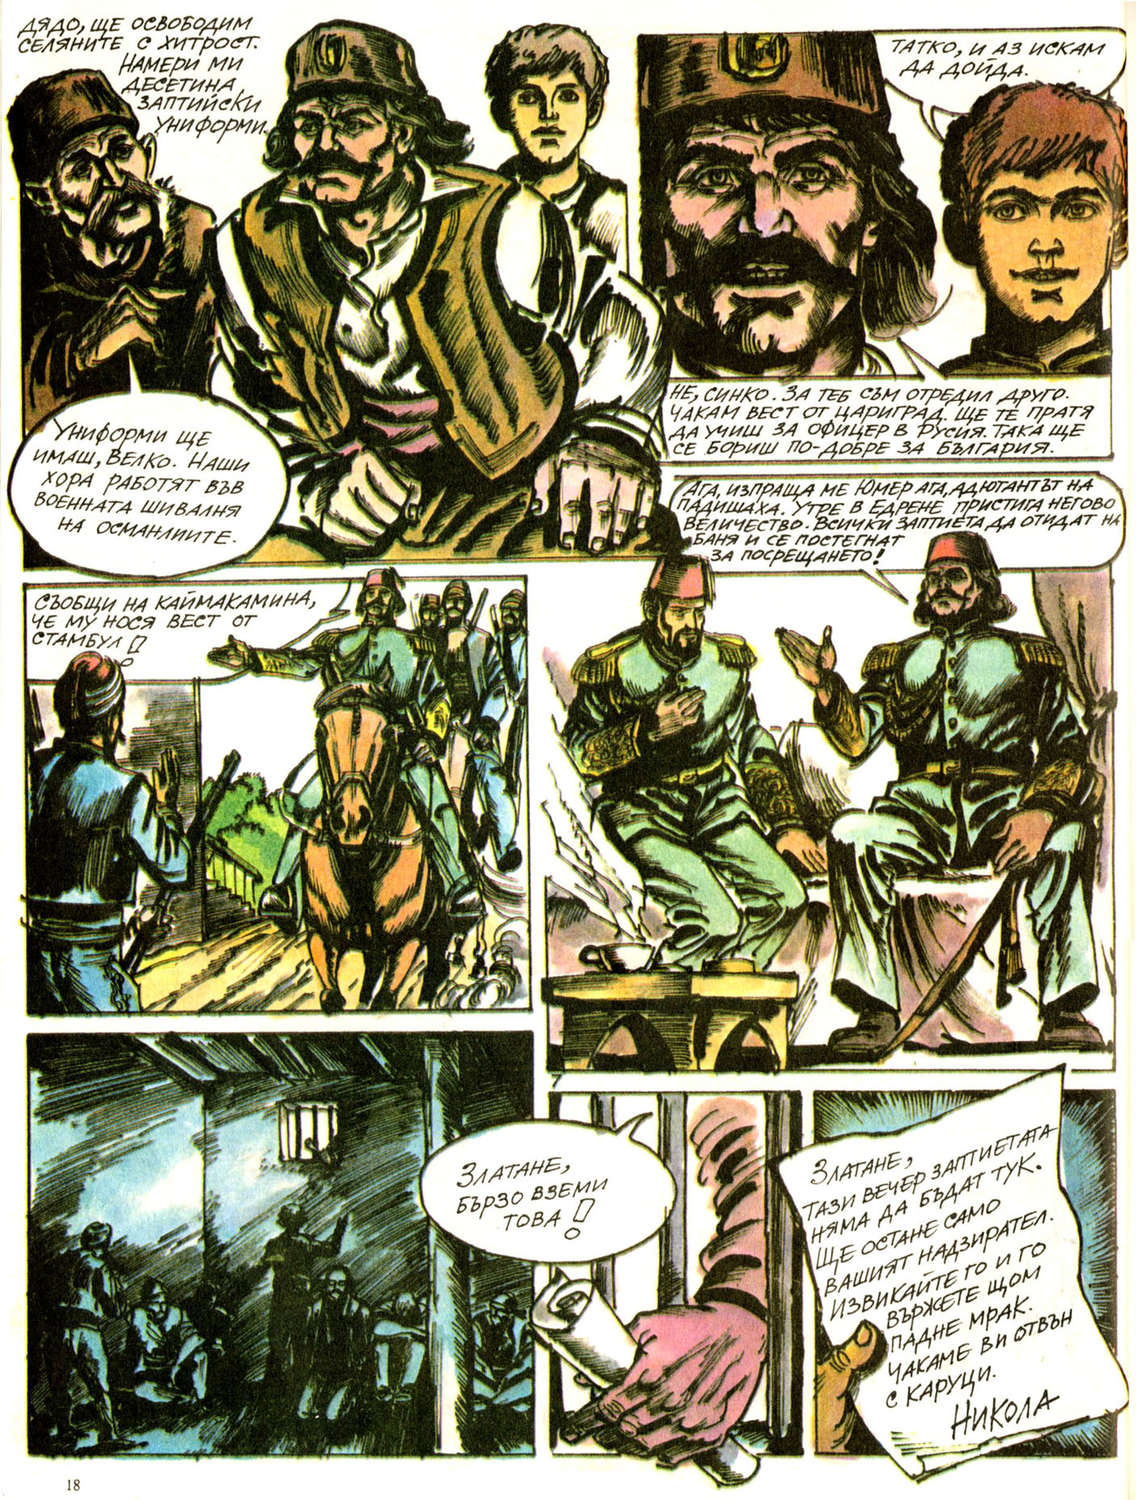 ДЯДО, ЩЕ ОСВОБОДИМ
СЕЛЯНИТЕ С ХИТРОСТ.
НАМЕРИ МИ
ДЕСЕТИНА
ЗАПТИЙСКИ
УНИФОРМИ.
УНИФОРМИ ЩЕ
ИМАШ, ВЕЛКО. НАШИ
ХОРА РАБОТЯТ ВЪВ
ВОЕННАТА ШИВАЛНЯ
НА ОСМАНЛИИТЕ.
ТАТКО, И АЗ ИСКАМ
ДА ДОЙДА.
НЕ, СИНКО. ЗА ТЕБ СЪМ ОТРЕДИЛ ДРУГО.
ЧАКАМ ВЕСТ ОТ ЦАРИГРАД. ЩЕ ТЕ ПРАТЯ
ДА УЧИШ ЗА ОФИЦЕР В РУСИЯ. ТАКА ЩЕ
СЕ БОРИШ ПО-ДОБРЕ ЗА БЪЛГАРИЯ.
СЪОБЩИ НА КАЙМАКАМИНА,
ЧЕ МУ НОСЯ ВЕСТ ОТ
СТАМБУЛ!
АГА, ИЗПРАЩА МЕ ЮМЕР АГА, АДЮТАНТЪТ НА
ПАДИШАХА. УТРЕ В ЕДРЕНЕ ПРИСТИГА НЕГОВО
ВЕЛИЧЕСТВО. ВСИЧКИ ЗАПТИЕТА ДА ОТИДАТ НА
БАНЯ И СЕ ПОСТЕГНАТ
ЗА ПОСРЕЩАНЕТО!
ЗЛАТАНЕ,
БЪРЗО ВЗЕМИ
ТОВА!
ЗЛАТАНЕ,
ТАЗИ ВЕЧЕР ЗАПТИЕТАТА
НЯМА ДА БЪДАТ ТУК.
ЩЕ ОСТАНЕ САМО
ВАШИЯТ НАДЗИРАТЕЛ.
ИЗВИКАЙТЕ ГО И ГО
ВЪРЖЕТЕ ЩОМ
ПАДНЕ МРАК.
ЧАКАМЕ ВИ ОТВЪН
С КАРУЦИ.
НИКОЛА
18